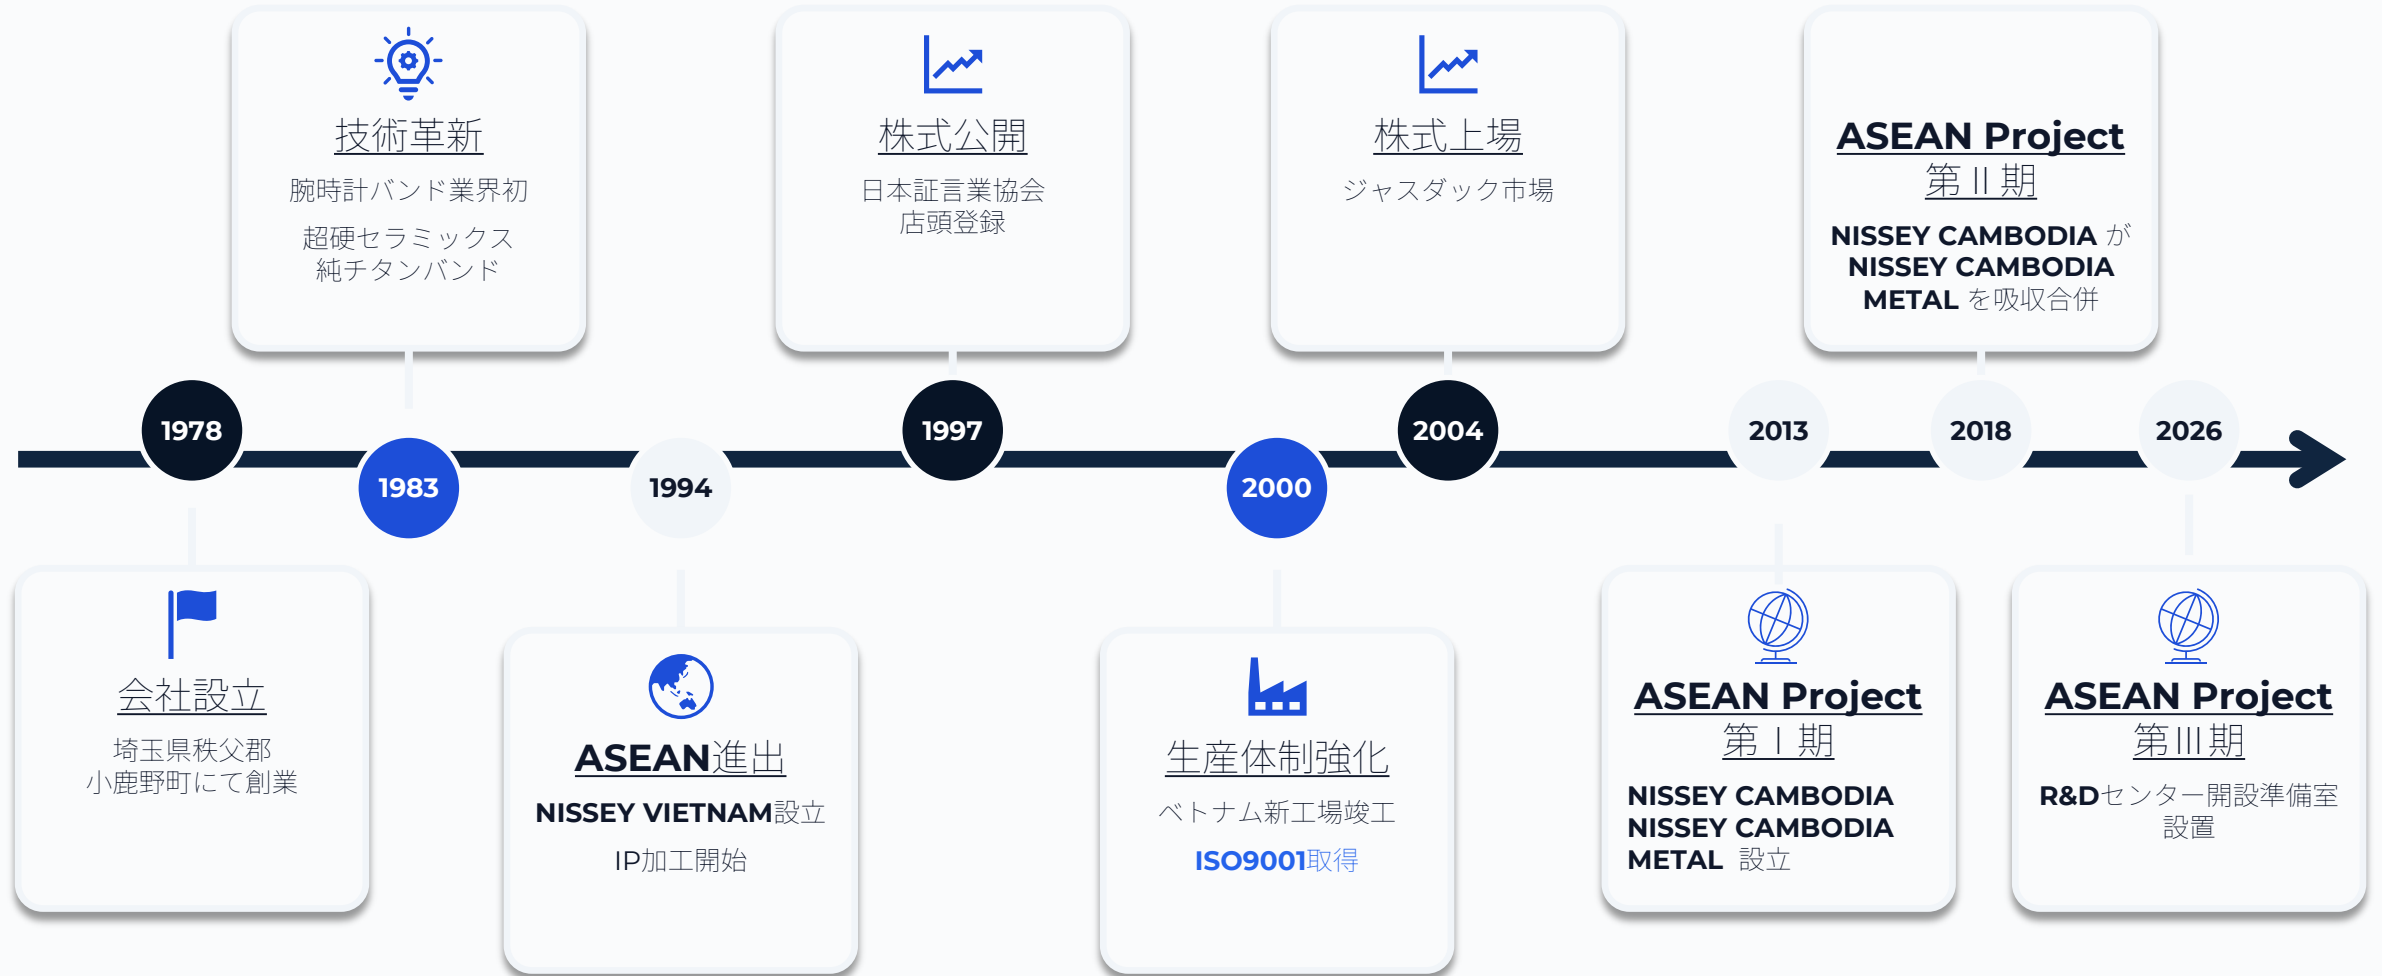 技術革新
腕時計バンド業界初
超硬セラミックス
純チタンバンド
株式公開
日本証言業協会
店頭登録
株式上場
ジャスダック市場
ASEAN Project
第Ⅱ期
NISSEY CAMBODIA が
NISSEY CAMBODIA
METAL を吸収合併
1978
1983
1994
1997
2000
2004
2013
2018
2026
会社設立
埼玉県秩父郡
小鹿野町にて創業
ASEAN進出
NISSEY VIETNAM設立
IP加工開始
生産体制強化
ベトナム新工場竣工
ISO9001取得
ASEAN Project
第Ⅰ期
NISSEY CAMBODIA
NISSEY CAMBODIA
METAL 設立
ASEAN Project
第Ⅲ期
R&Dセンター開設準備室
設置